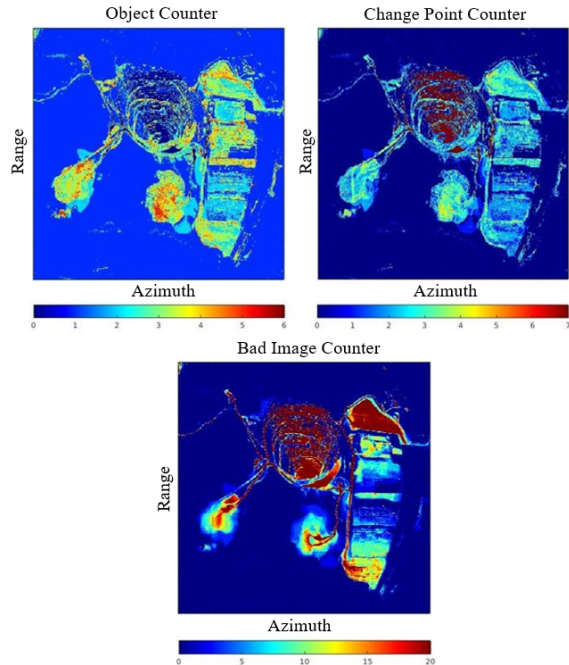 Object Counter
Change Point Counter
Range
Range
Azimuth
Azimuth
0 1 2 3 4 5 6
0 1 2 3 4 5 6 7
Bad Image Counter
Range
Azimuth
0 5 10 15 20